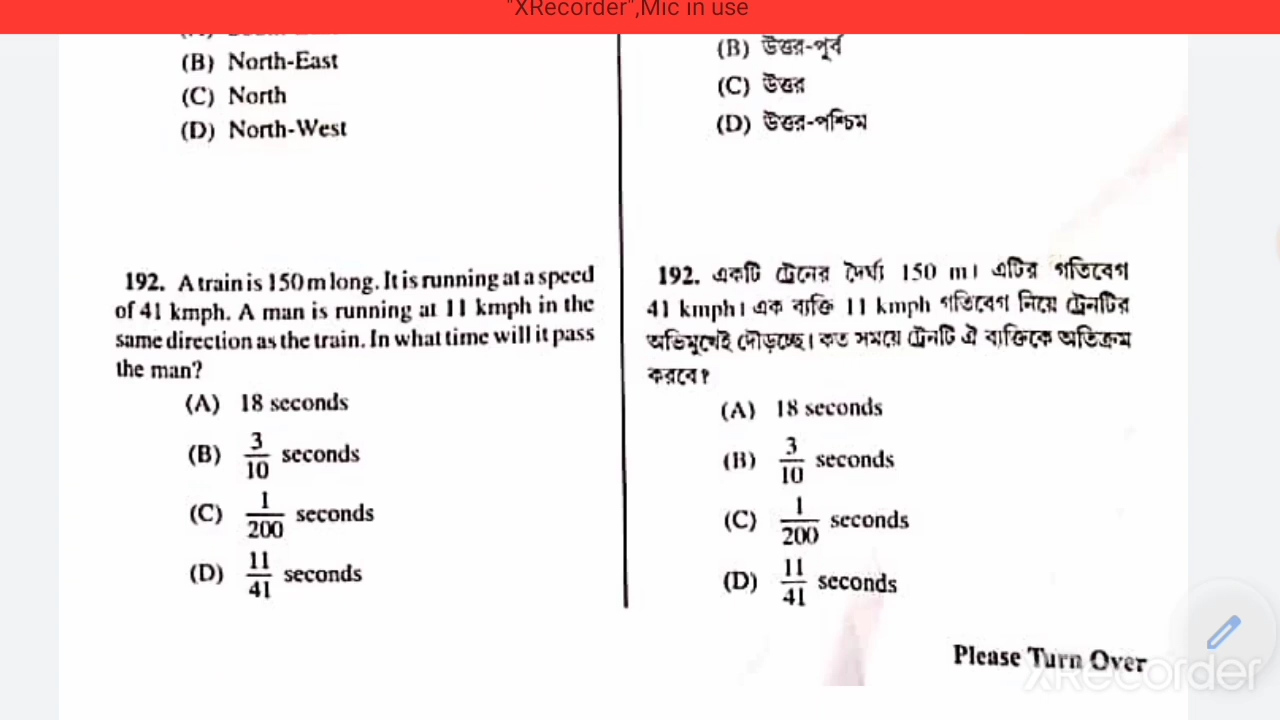 "XRecorder",Mic in use
(B) North-East
(C) North
(D) North-West
192. A train is 150 m long. It is running at a speed
of 41 kmph. A man is running at 11 kmph in the
same direction as the train. In what time will it pass
the man?
(A) 18 seconds
(B) 3/10 seconds
(C) 1/200 seconds
(D) 11/41 seconds
(B) উত্তর-পূর্ব
(C) উত্তর
(D) উত্তর-পশ্চিম
192. একটি ট্রেনের দৈর্ঘ্য 150 m। এটির গতিবেগ
41 kmph। এক ব্যক্তি 11 kmph গতিবেগ নিয়ে ট্রেনটির
অভিমুখেই দৌড়চ্ছে। কত সময়ে ট্রেনটি ঐ ব্যক্তিকে অতিক্রম
করবে?
(A) 18 seconds
(B) 3/10 seconds
(C) 1/200 seconds
(D) 11/41 seconds
Please Turn Over
XRecorder